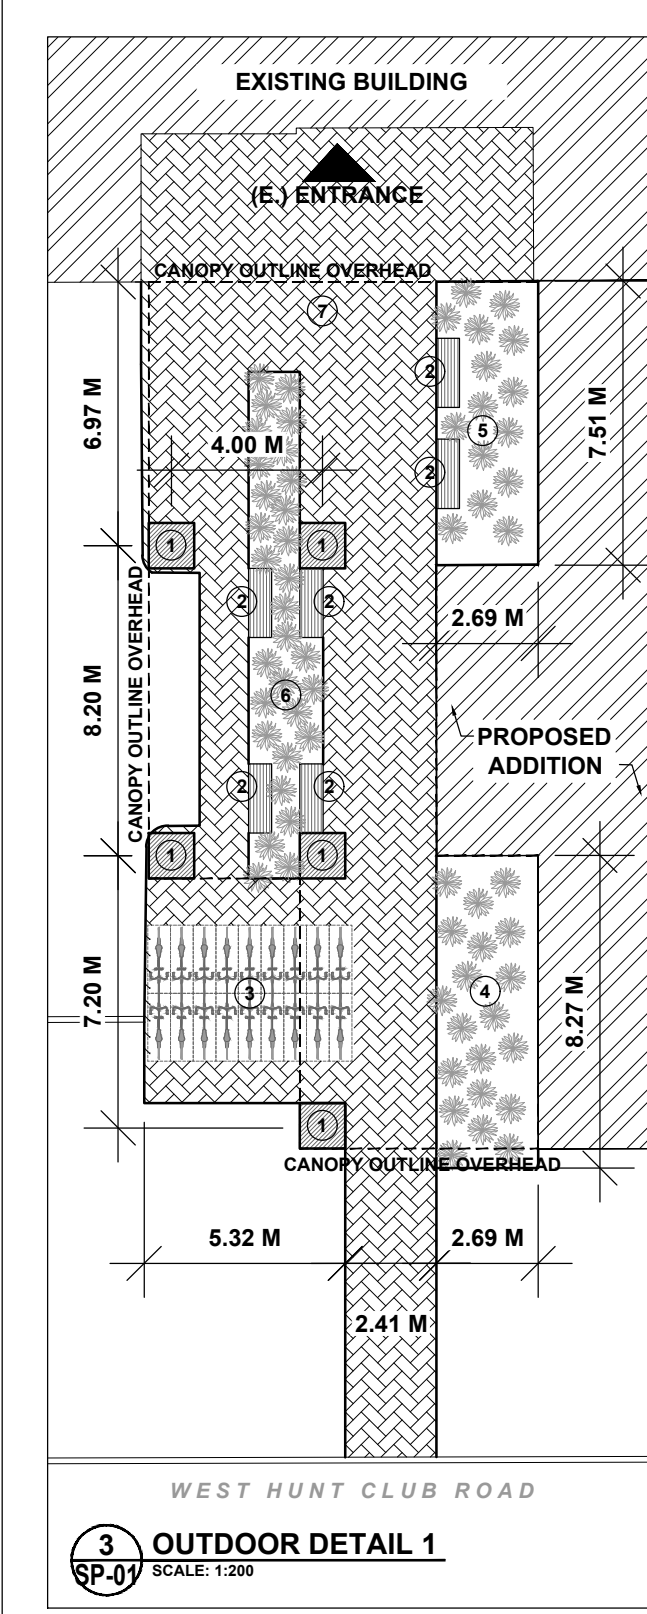 EXISTING BUILDING
(E.) ENTRANCE
CANOPY OUTLINE OVERHEAD
7
2
6.97 M
7.51 M
4.00 M
5
2
1
1
CANOPY OUTLINE OVERHEAD
2
2
2.69 M
8.20 M
6
PROPOSED
ADDITION
2
2
1
1
7.20 M
3
4
8.27 M
1
CANOPY OUTLINE OVERHEAD
5.32 M
2.69 M
2.41 M
WEST HUNT CLUB ROAD
3
SP-01
OUTDOOR DETAIL 1
SCALE: 1:200